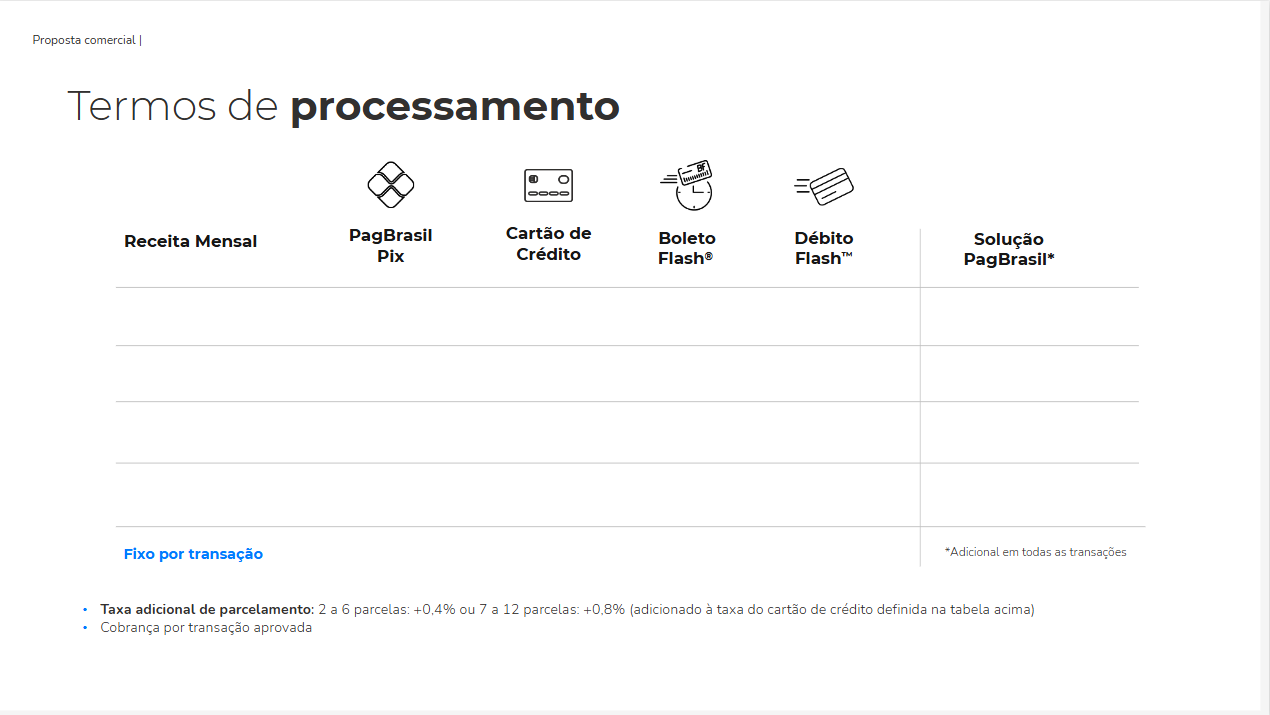 Proposta comercial |
Termos de processamento
BF
Receita Mensal
PagBrasil
Pix
Cartão de
Crédito
Boleto
Flash®
Débito
Flash™
Solução
PagBrasil*
Fixo por transação
*Adicional em todas as transações
• Taxa adicional de parcelamento: 2 a 6 parcelas: +0,4% ou 7 a 12 parcelas: +0,8% (adicionado à taxa do cartão de crédito definida na tabela acima)
• Cobrança por transação aprovada